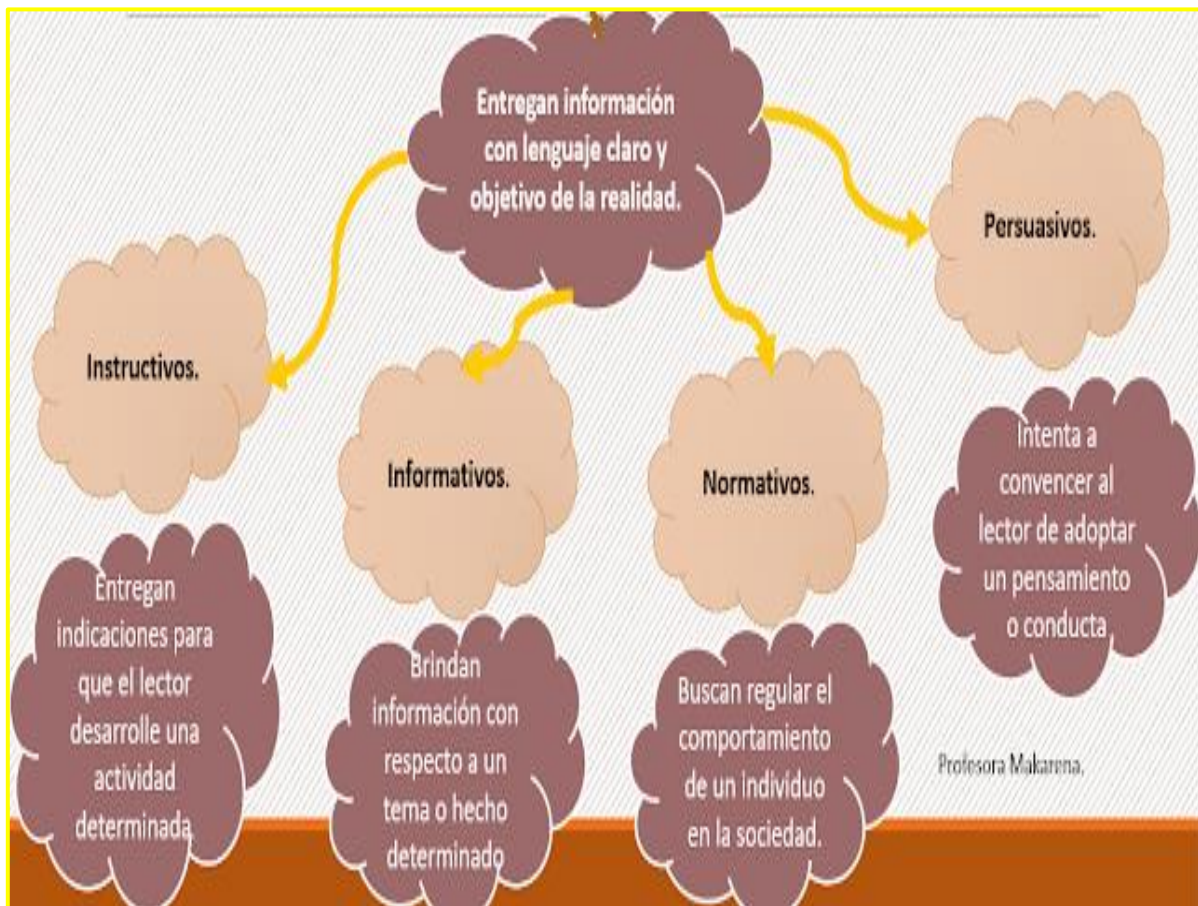 Entregan información
con lenguaje claro y
objetivo de la realidad.
Persuasivos.
Intenta a
convencer al
lector de adoptar
un pensamiento
o conducta
Instructivos.
Entregan
indicaciones para
que el lector
desarrolle una
actividad
determinada
Informativos.
Brindan
información con
respecto a un
tema o hecho
determinado
Normativos.
Buscan regular el
comportamiento
de un individuo
en la sociedad.
Profesora Makarena.